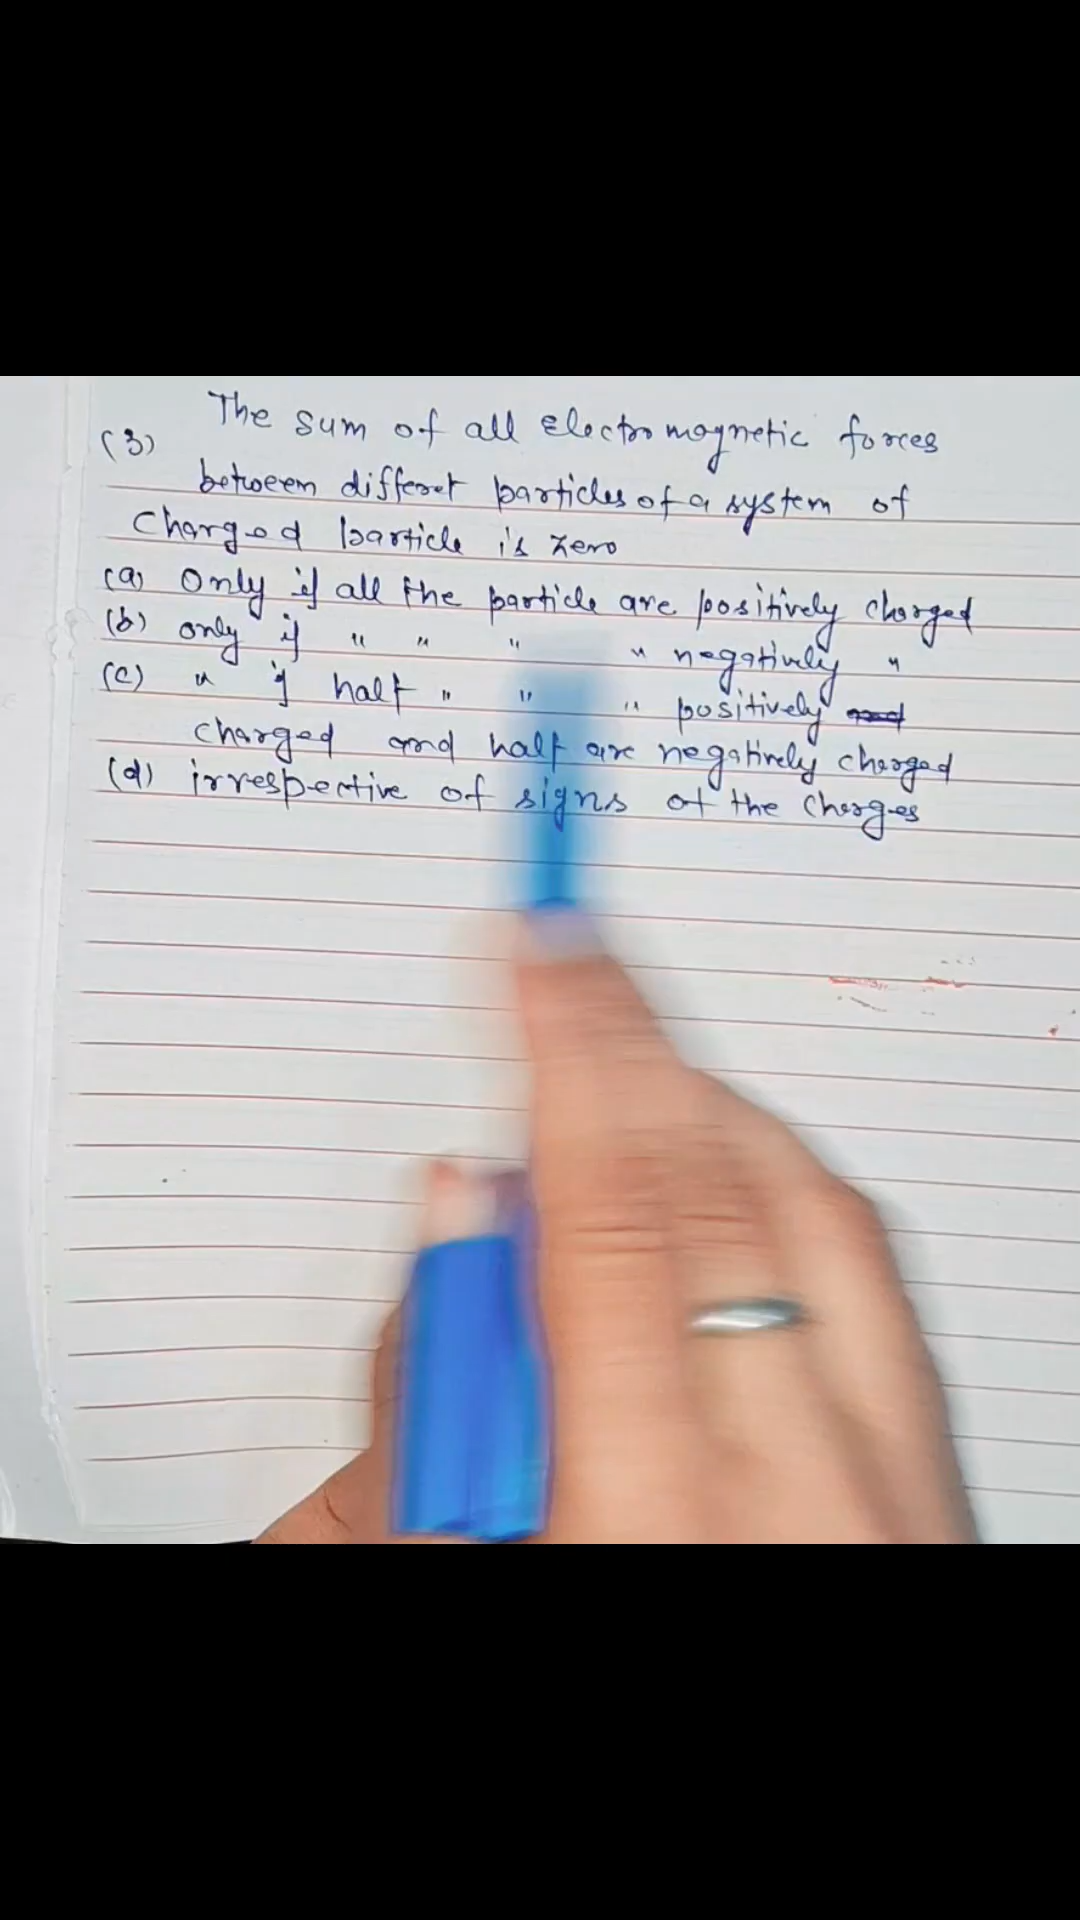 The sum of all Electromagnetic forces
(3)
between different particles of a system of
Charged particle is zero
(a) Only if all the particle are positively charged
(b) only if " " " " negatively "
(c) " if half " " " positively
charged and half are negatively charged
(d) irrespective of signs of the Charges